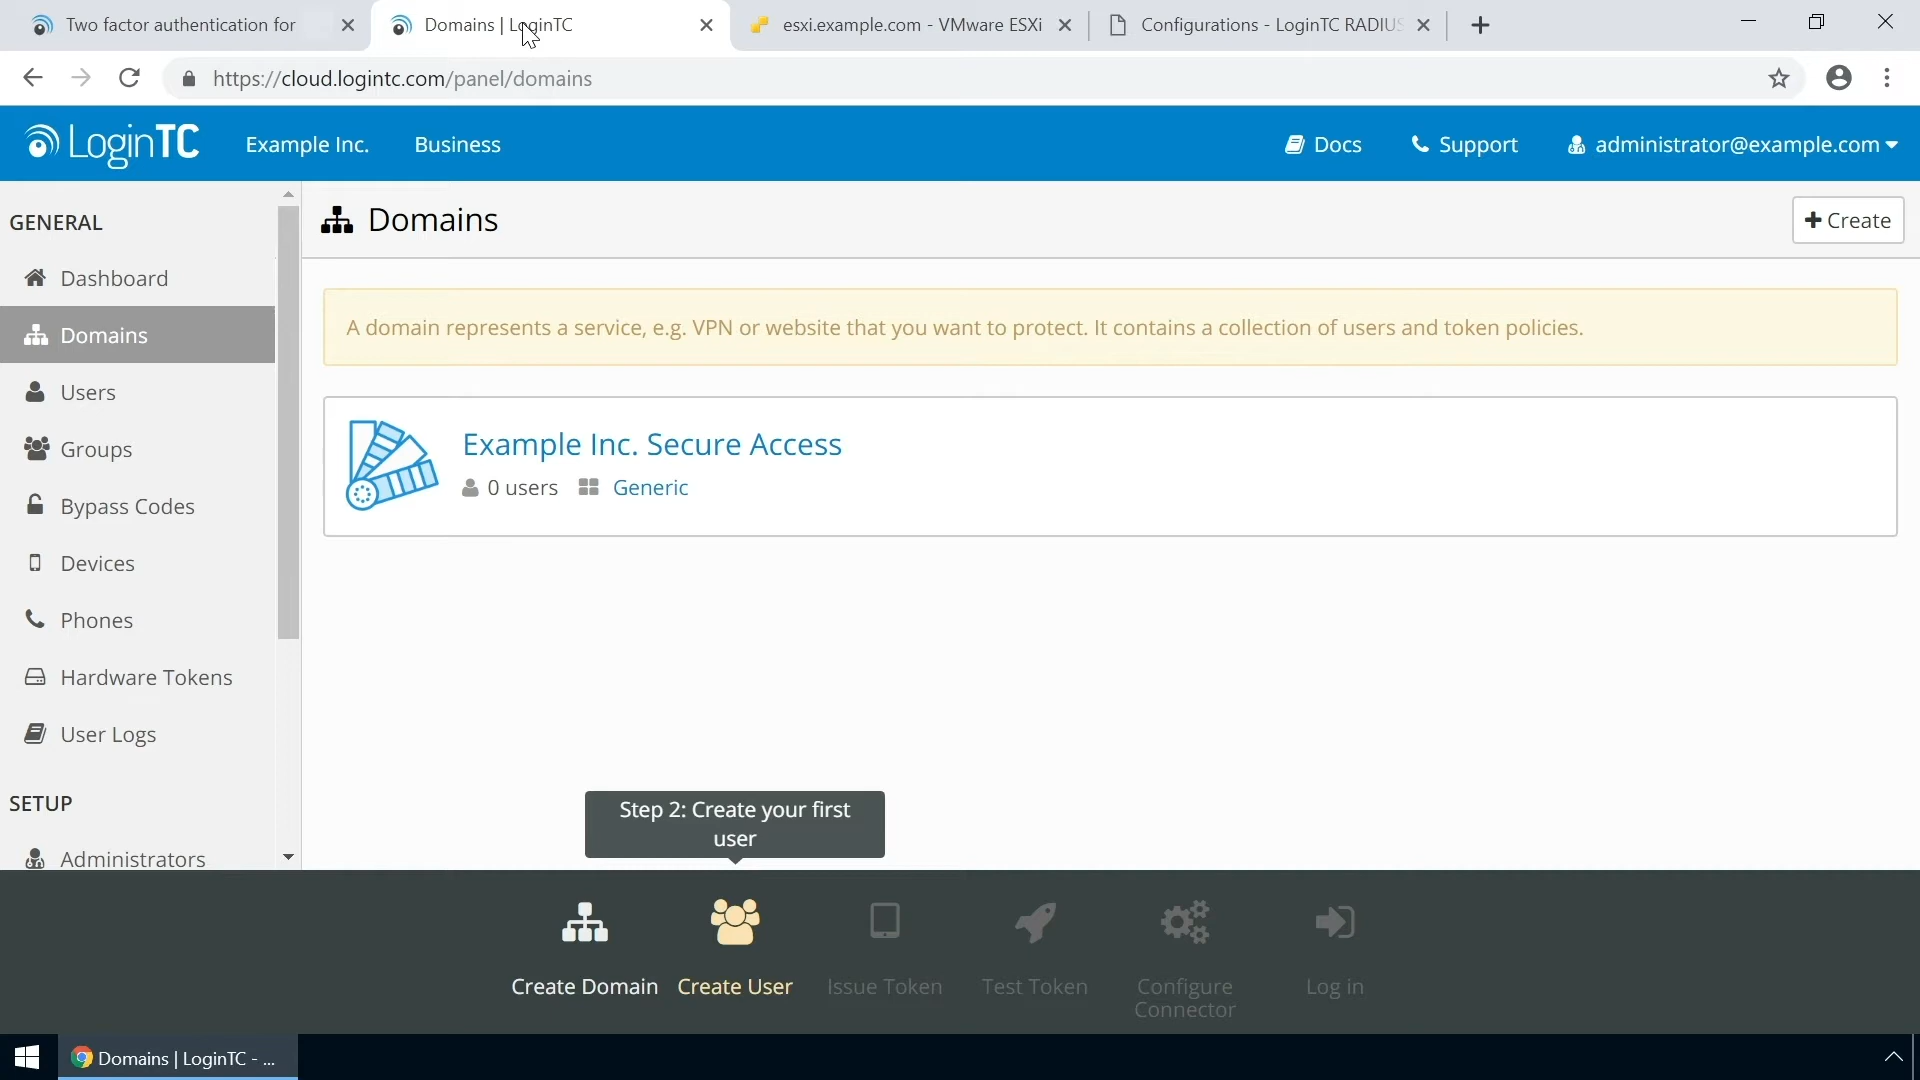 Two factor authentication for
Domains | LoginTC
esxi.example.com - VMware ESXi
Configurations - LoginTC RADIUS
https://cloud.logintc.com/panel/domains
LoginTC
Example Inc.
Business
Docs
Support
administrator@example.com
GENERAL
Dashboard
Domains
Users
Groups
Bypass Codes
Devices
Phones
Hardware Tokens
User Logs
SETUP
Administrators
Domains
Create
A domain represents a service, e.g. VPN or website that you want to protect. It contains a collection of users and token policies.
Example Inc. Secure Access
0 users
Generic
Step 2: Create your first
user
Create Domain
Create User
Issue Token
Test Token
Configure
Connector
Log in
Domains | LoginTC - ...